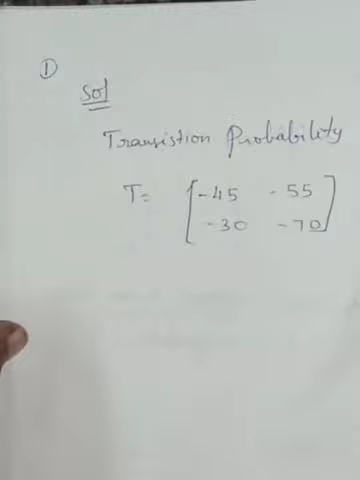 ①
Sol
Transistion Probability
T= [-45 -55
-30 -70]